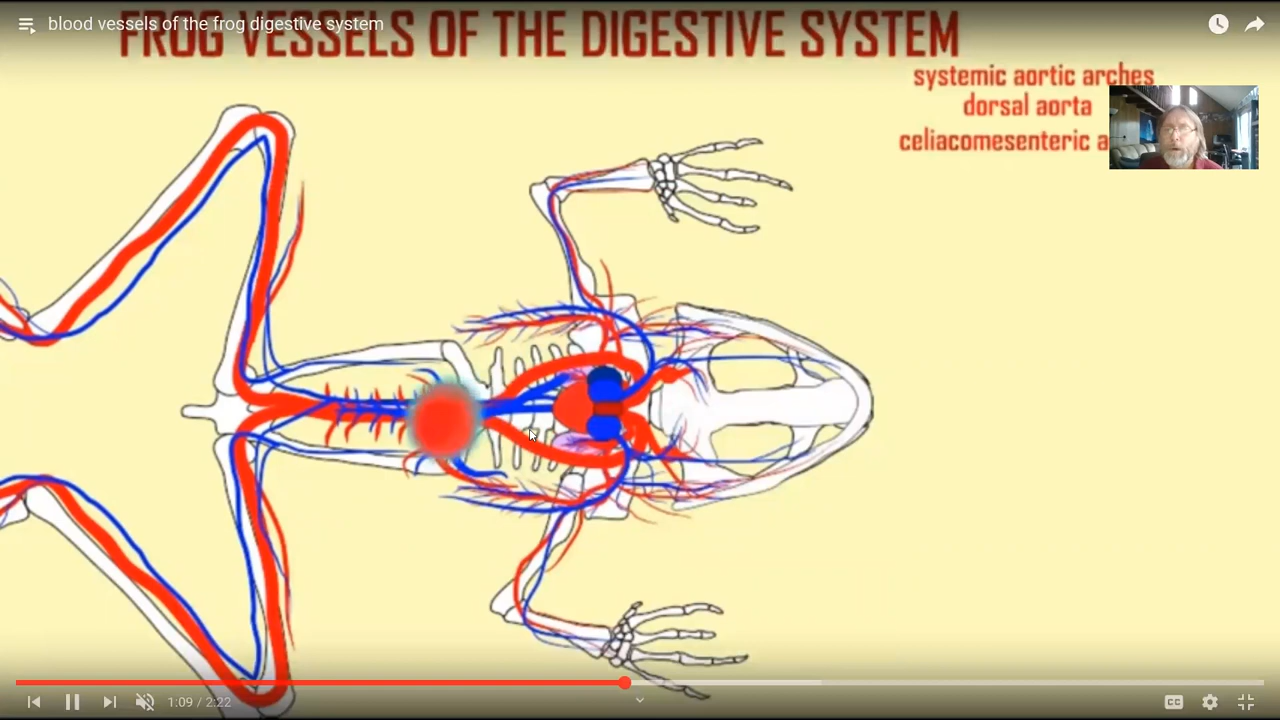 blood vessels of the frog digestive system
FROG VESSELS OF THE DIGESTIVE SYSTEM
systemic aortic arches
dorsal aorta
celiacomesenteric a
1:09 / 2:22
CC